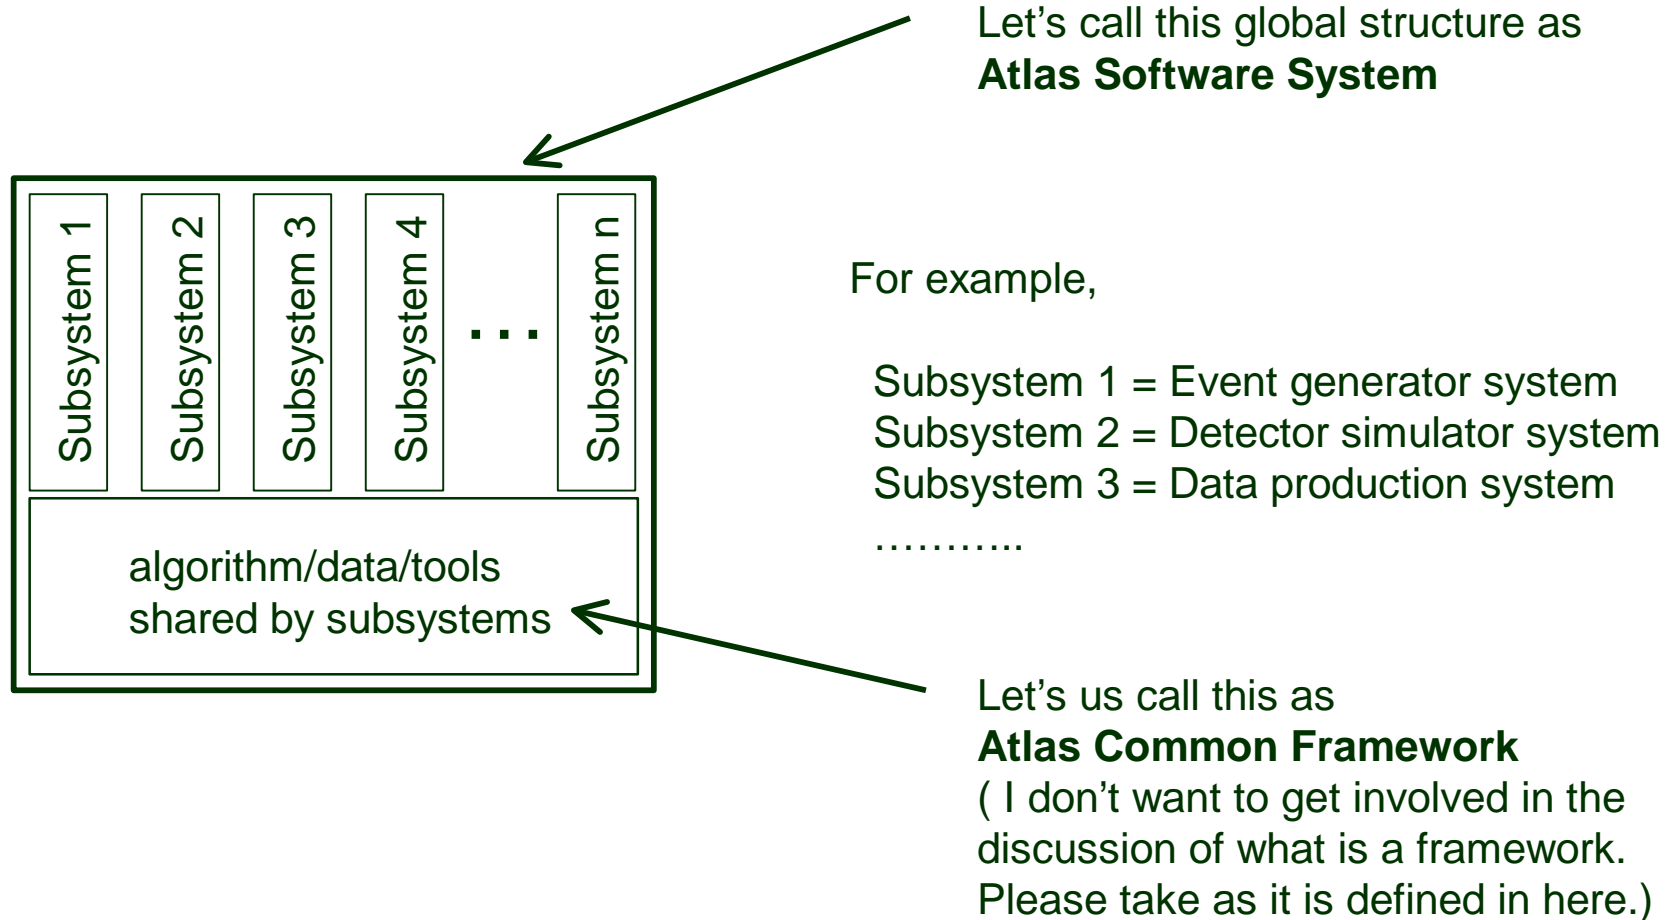 Let’s call this global structure as
Atlas Software System
Subsystem 1
Subsystem 2
Subsystem 3
Subsystem 4
...
Subsystem n
algorithm/data/tools
shared by subsystems
For example,
Subsystem 1 = Event generator system
Subsystem 2 = Detector simulator system
Subsystem 3 = Data production system
………...
Let’s us call this as
Atlas Common Framework
( I don’t want to get involved in the
discussion of what is a framework.
Please take as it is defined in here.)